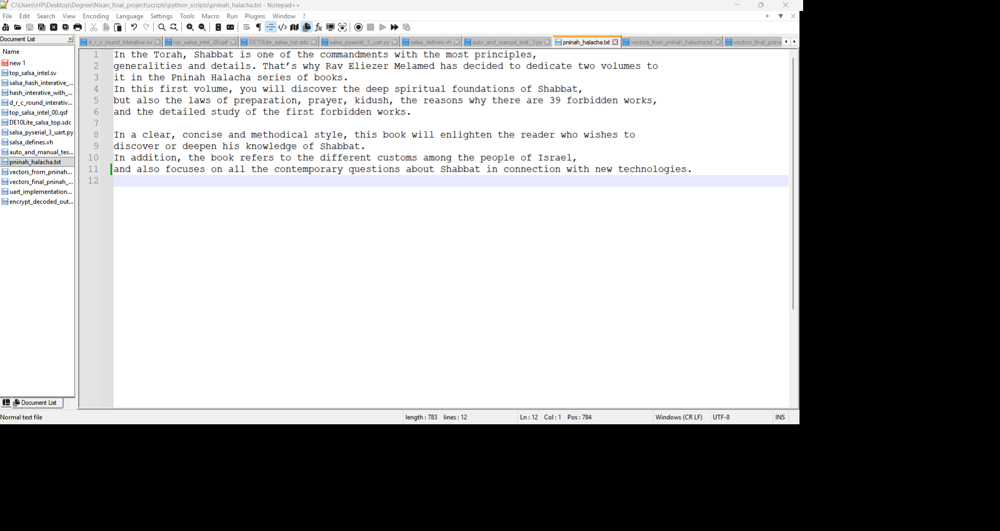 C:\Users\HP\Desktop\Degree\Nisan_final_project\scripts\python_scripts\pninah_halacha.txt - Notepad++
File Edit Search View Encoding Language Settings Tools Macro Run Plugins Window ?
Document List
d_r_c_round_interative.sv top_salsa_intel_00.qsf DE10Lite_salsa_top.sdc salsa_pyserial_3_uart.py salsa_defines.vh auto_and_manual_test_3.py pninah_halacha.txt vectors_from_pninah_halacha.txt vectors_final_pnina
Name
new 1
top_salsa_intel.sv
salsa_hash_interative_...
hash_interative_with_...
d_r_c_round_interativ...
top_salsa_intel_00.qsf
DE10Lite_salsa_top.sdc
salsa_pyserial_3_uart.py
salsa_defines.vh
auto_and_manual_tes...
pninah_halacha.txt
vectors_from_pninah...
vectors_final_pninah_...
uart_implementation...
encrypt_decoded_out...
1 In the Torah, Shabbat is one of the commandments with the most principles,
2 generalities and details. That's why Rav Eliezer Melamed has decided to dedicate two volumes to
3 it in the Pninah Halacha series of books.
4 In this first volume, you will discover the deep spiritual foundations of Shabbat,
5 but also the laws of preparation, prayer, kidush, the reasons why there are 39 forbidden works,
6 and the detailed study of the first forbidden works.
7
8 In a clear, concise and methodical style, this book will enlighten the reader who wishes to
9 discover or deepen his knowledge of Shabbat.
10 In addition, the book refers to the different customs among the people of Israel,
11 and also focuses on all the contemporary questions about Shabbat in connection with new technologies.
12
Document List
Normal text file length : 783 lines : 12 Ln : 12 Col : 1 Pos : 784 Windows (CR LF) UTF-8 INS